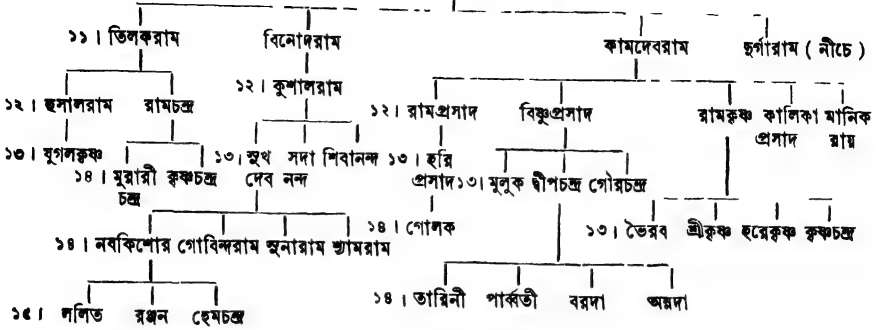 ১১। তিলকরাম বিনোদরাম কামদেবরাম দুর্গারাম ( নীচে )
১২। কুশালরাম
১২। দুলালরাম রামচন্দ্র ১২। রামপ্রসাদ বিষ্ণুপ্রসাদ রামকৃষ্ণ কালিকা মানিক
প্রসাদ রায়
১৩। যুগলকৃষ্ণ ১৩। সুখ সদা শিবানন্দ ১৩। হরি
১৪। মুরারী কৃষ্ণচন্দ্র দেব নন্দ প্রসাদ ১৩। মুলুক দ্বীপচন্দ্র গৌরচন্দ্র
চন্দ্র
১৪। গোলক ১৩। ভৈরব শ্রীকৃষ্ণ হরেকৃষ্ণ কৃষ্ণচন্দ্র
১৪। নবকিশোর গোবিন্দরাম সুনারাম শ্যামরাম
১৪। তারিনী পার্ব্বতী বরদা অন্নদা
১৫। ললিত রঞ্জন হেমচন্দ্র